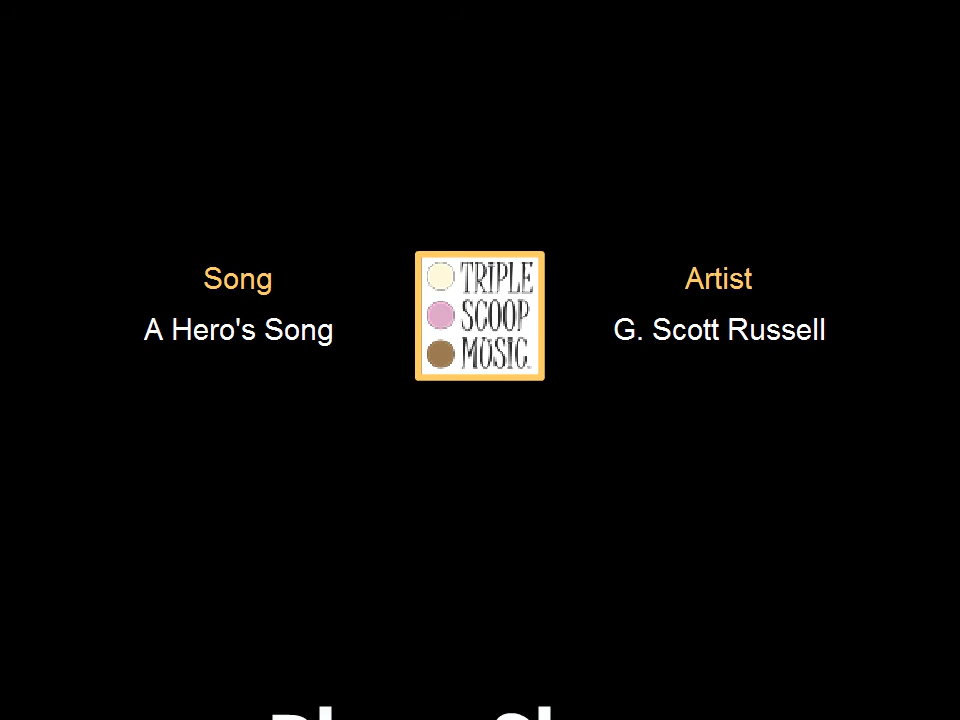 Song
A Hero's Song
TRIPLE
SCOOP
MUSIC
Artist
G. Scott Russell